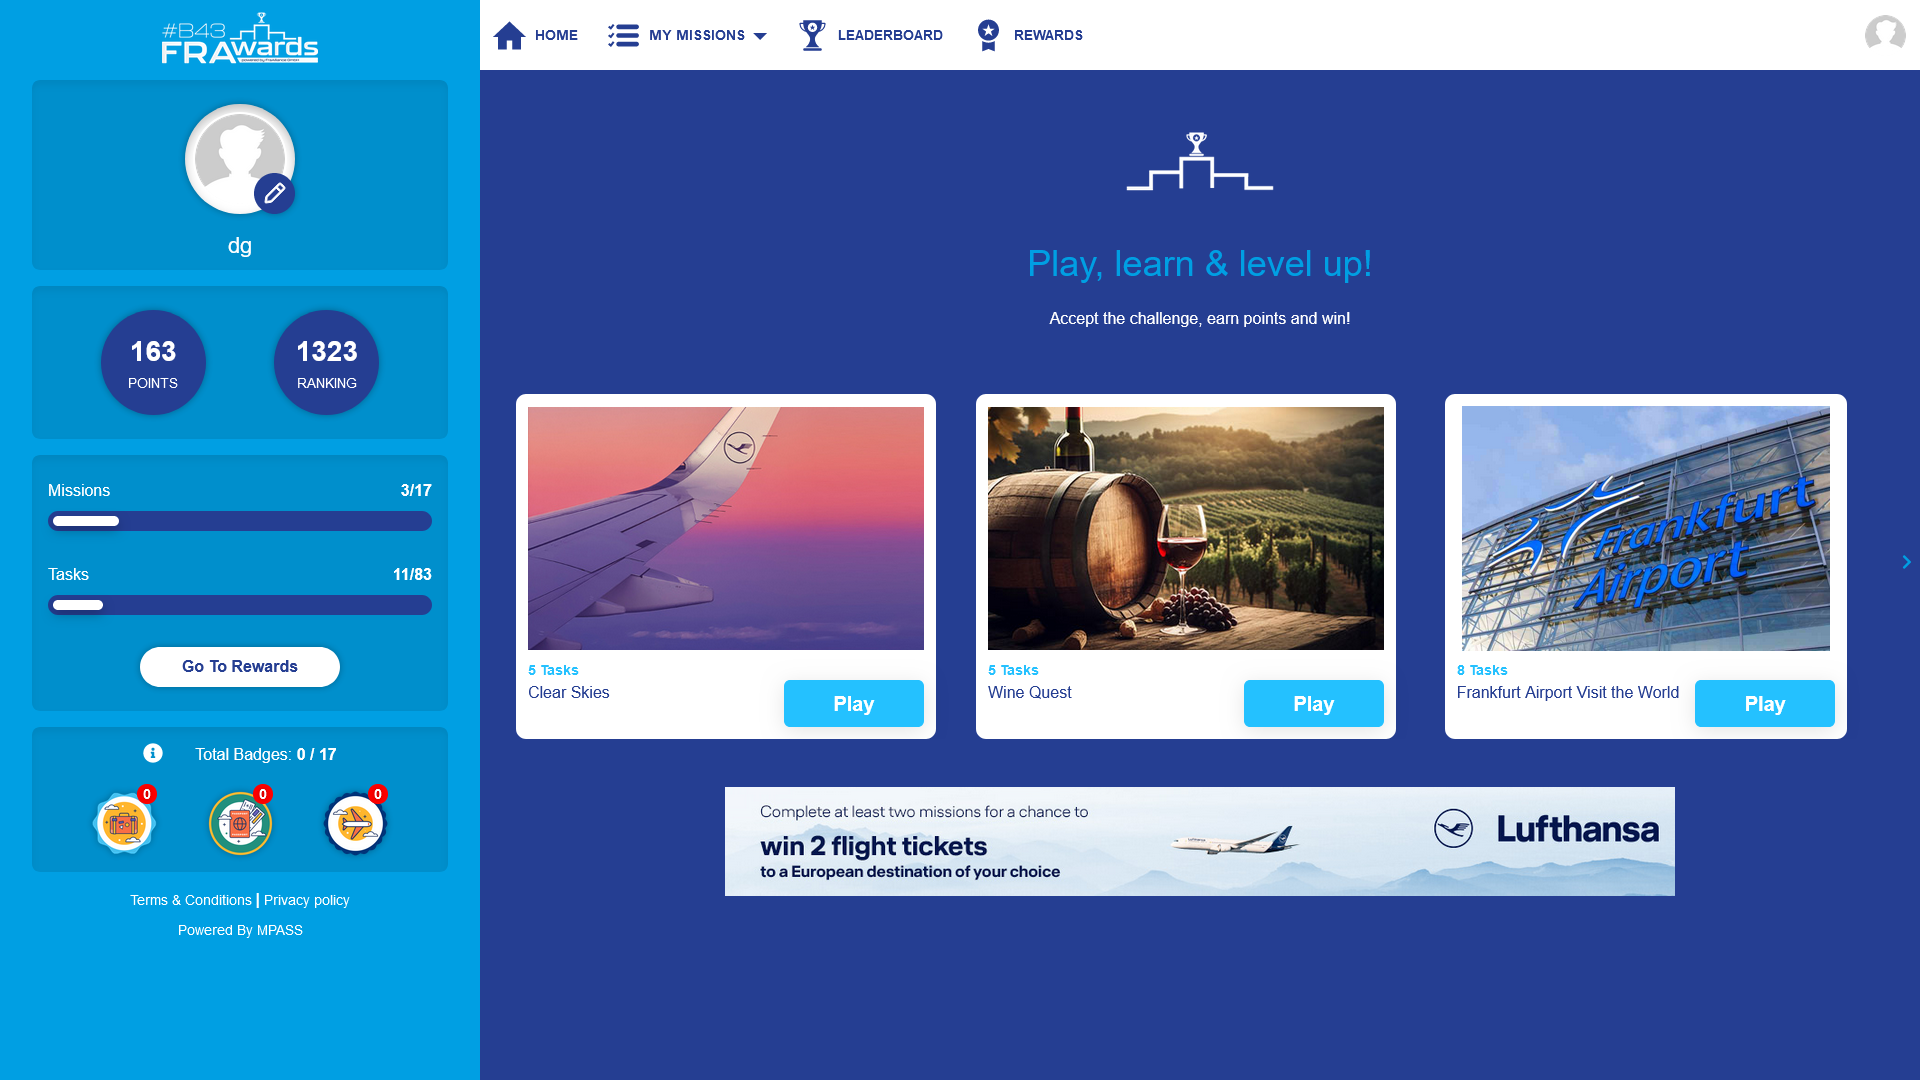 #B43
FRAwards
HOME
MY MISSIONS
LEADERBOARD
REWARDS
dg
163
POINTS
1323
RANKING
Missions
3/17
Tasks
11/83
Go To Rewards
Total Badges: 0 / 17
0
0
0
Terms & Conditions | Privacy policy
Powered By MPASS
Play, learn & level up!
Accept the challenge, earn points and win!
5 Tasks
Clear Skies
Play
5 Tasks
Wine Quest
Play
Frankfurt
Airport
8 Tasks
Frankfurt Airport Visit the World
Play
Complete at least two missions for a chance to
win 2 flight tickets
to a European destination of your choice
Lufthansa